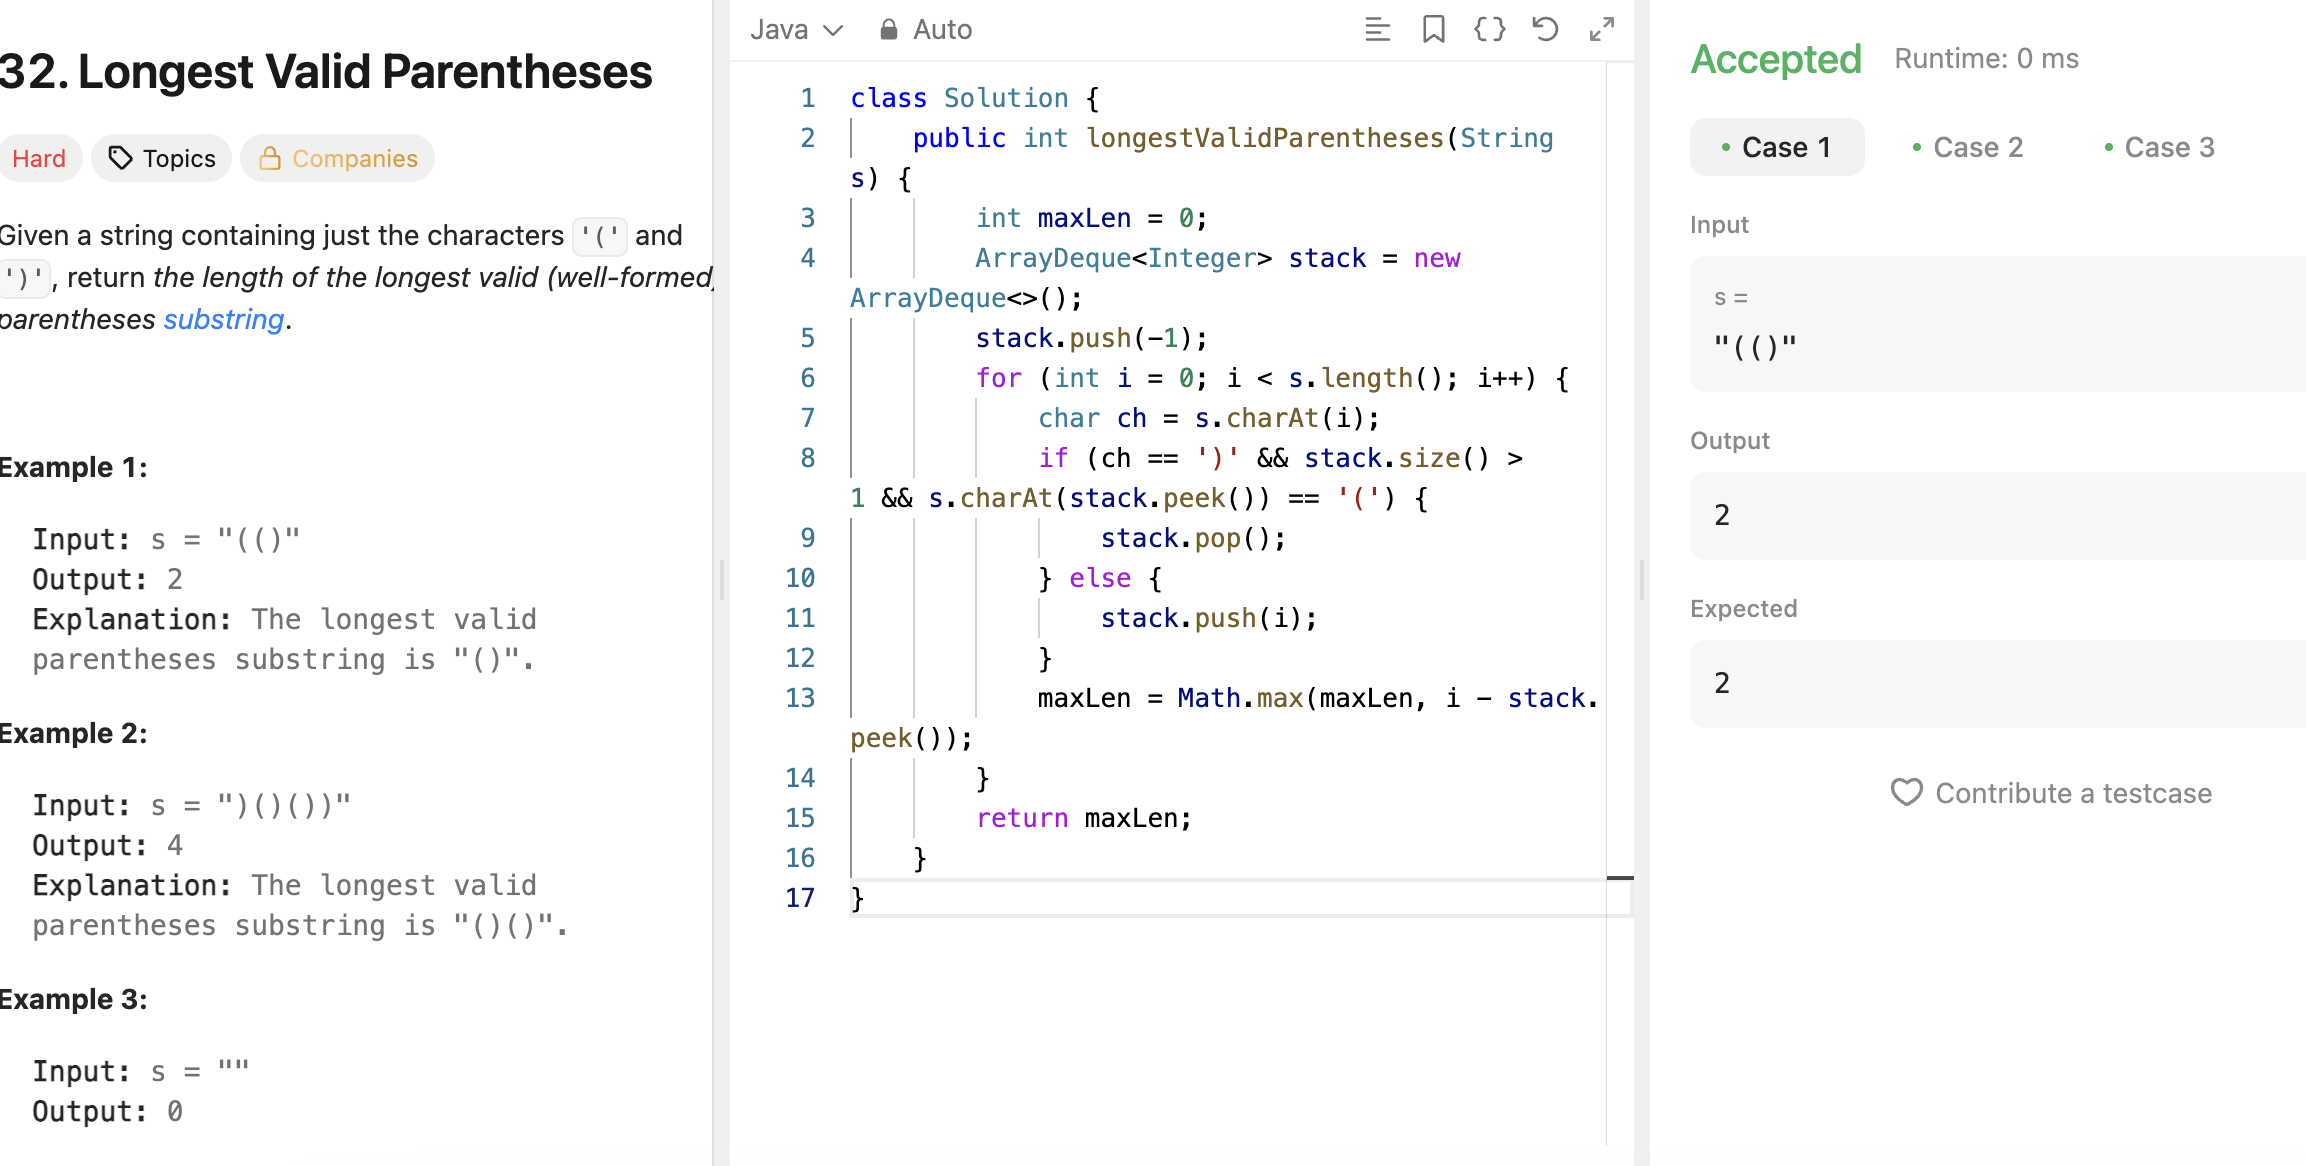 32. Longest Valid Parentheses
Hard Topics Companies
Given a string containing just the characters '(' and
')', return the length of the longest valid (well-formed)
parentheses substring.
Example 1:
Input: s = "(()"
Output: 2
Explanation: The longest valid
parentheses substring is "()".
Example 2:
Input: s = ")()())"
Output: 4
Explanation: The longest valid
parentheses substring is "()()".
Example 3:
Input: s = ""
Output: 0
Java Auto
1 class Solution {
2     public int longestValidParentheses(String
s) {
3         int maxLen = 0;
4         ArrayDeque<Integer> stack = new
ArrayDeque<>();
5         stack.push(-1);
6         for (int i = 0; i < s.length(); i++) {
7             char ch = s.charAt(i);
8             if (ch == ')' && stack.size() >
1 && s.charAt(stack.peek()) == '(') {
9                 stack.pop();
10             } else {
11                 stack.push(i);
12             }
13             maxLen = Math.max(maxLen, i - stack.
peek());
14         }
15         return maxLen;
16     }
17 }
Accepted Runtime: 0 ms
• Case 1 • Case 2 • Case 3
Input
s =
"(()"
Output
2
Expected
2
Contribute a testcase